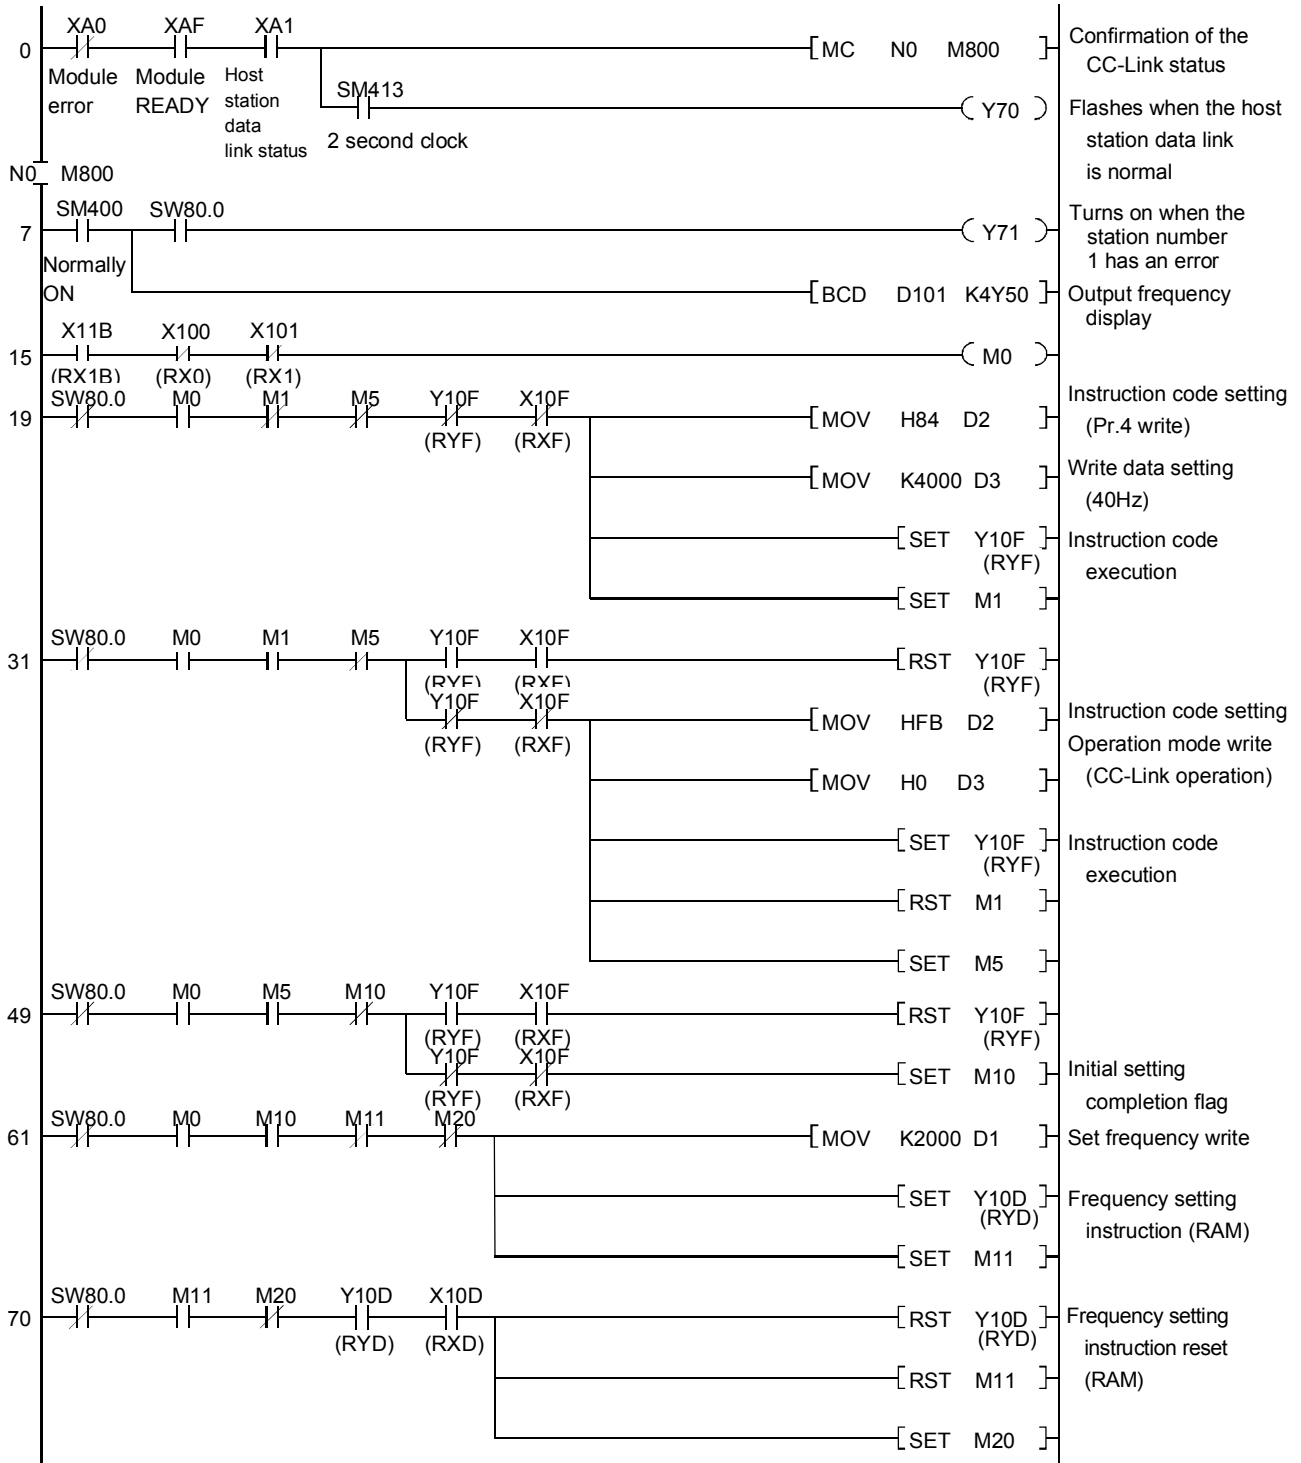 XA0 XAF XA1
0 MC N0 M800 Confirmation of the
CC-Link status
Module Module Host
error READY station
data
link status
SM413
Y70 Flashes when the host
2 second clock station data link
is normal
N0 M800
SM400 SW80.0
7 Y71 Turns on when the
station number
1 has an error
Normally
ON BCD D101 K4Y50 Output frequency
display
X11B X100 X101
15 M0
(RX1B) (RX0) (RX1)
SW80.0 M0 M1 M5 Y10F X10F
19 MOV H84 D2 Instruction code setting
(RYF) (RXF) (Pr.4 write)
MOV K4000 D3 Write data setting
(40Hz)
SET Y10F Instruction code
(RYF) execution
SET M1
SW80.0 M0 M1 M5 Y10F X10F
31 RST Y10F
(RYF) (RXF) (RYF)
Y10F X10F
MOV HFB D2 Instruction code setting
(RYF) (RXF) Operation mode write
MOV H0 D3 (CC-Link operation)
SET Y10F Instruction code
(RYF) execution
RST M1
SET M5
SW80.0 M0 M5 M10 Y10F X10F
49 RST Y10F
(RYF) (RXF) (RYF)
Y10F X10F
SET M10 Initial setting
(RYF) (RXF) completion flag
SW80.0 M0 M10 M11 M20
61 MOV K2000 D1 Set frequency write
SET Y10D Frequency setting
(RYD) instruction (RAM)
SET M11
SW80.0 M11 M20 Y10D X10D
70 RST Y10D Frequency setting
(RYD) (RXD) (RYD) instruction reset
RST M11 (RAM)
SET M20